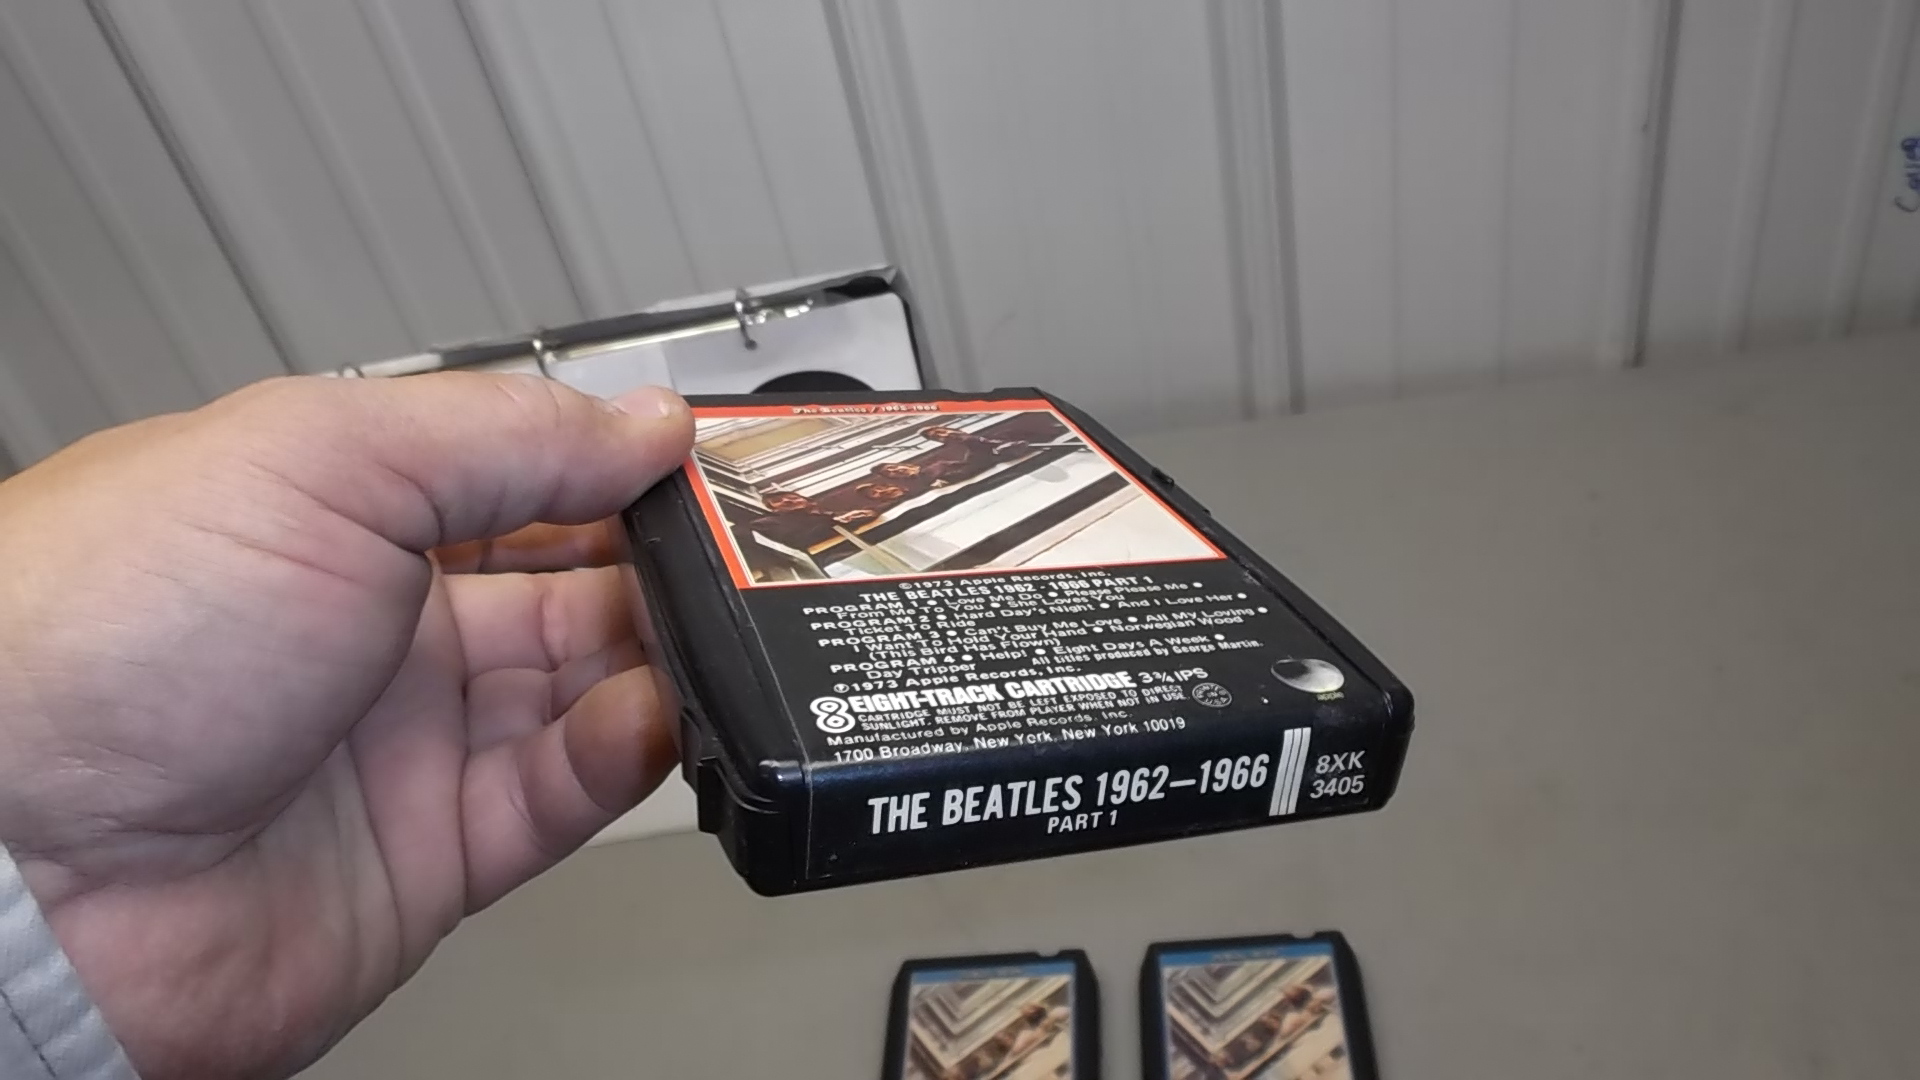 The Beatles / 1962-1966
©1973 Apple Records, Inc.
THE BEATLES 1962 - 1966 PART 1
PROGRAM 1 • Love Me Do • Please Please Me •
From Me To You • She Loves You
PROGRAM 2 • Hard Day's Night • And I Love Her •
Ticket To Ride
PROGRAM 3 • Can't Buy Me Love • All My Loving •
I Want To Hold Your Hand • Norwegian Wood
(This Bird Has Flown)
PROGRAM 4 • Help! • Eight Days A Week •
Day Tripper All titles produced by George Martin.
℗1973 Apple Records, Inc.
8 EIGHT-TRACK CARTRIDGE 3¾ IPS
CARTRIDGE MUST NOT BE LEFT EXPOSED TO DIRECT
SUNLIGHT. REMOVE FROM PLAYER WHEN NOT IN USE.
Manufactured by Apple Records, Inc.
1700 Broadway, New York, New York 10019
apple
THE BEATLES 1962–1966
PART 1
8XK
3405